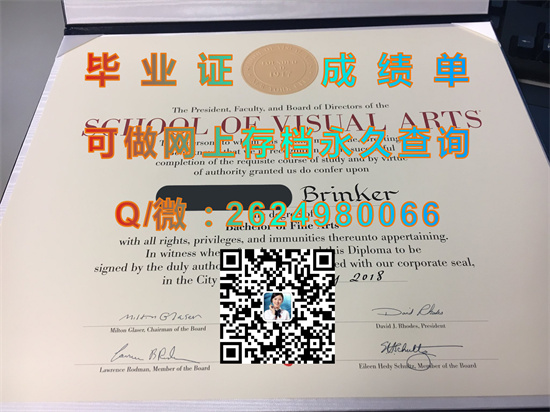 毕业证 成绩单
The President, Faculty, and Board of Directors of the
SCHOOL OF VISUAL ARTS
可做网上存档永久查询
completion of the requisite course of study and by virtue
of authority granted us do confer upon
Brinker
Q/微：2624980066
Bachelor of Fine Arts
with all rights, privileges, and immunities thereunto appertaining.
In witness Diploma to be
signed by the duly with our corporate seal,
in the City 2018
Milton Glaser, Chairman of the Board
David J. Rhodes, President
Lawrence Rodman, Member of the Board
Eileen Hedy Schultz, Member of the Board